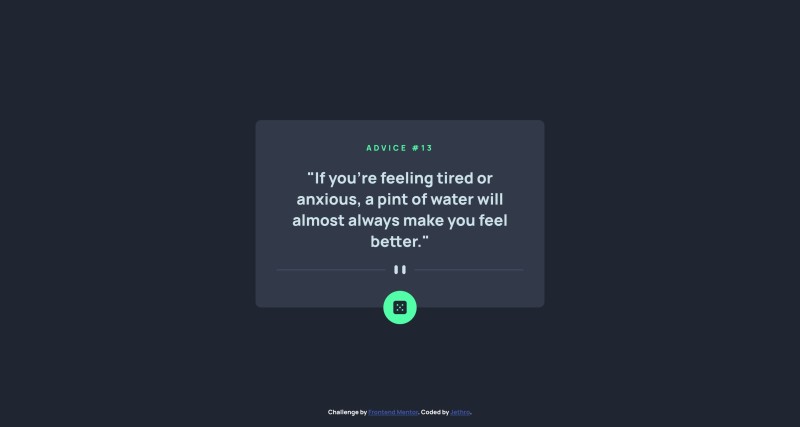 ADVICE #13
"If you're feeling tired or
anxious, a pint of water will
almost always make you feel
better."
Challenge by Frontend Mentor. Coded by